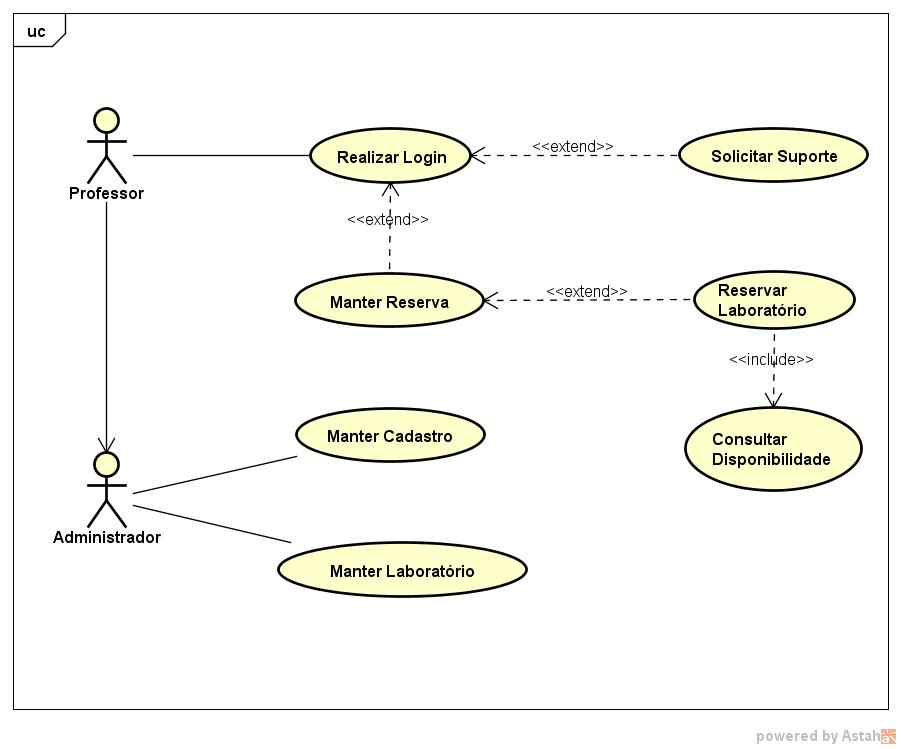 uc
Professor
Realizar Login
<<extend>>
Solicitar Suporte
<<extend>>
Manter Reserva
<<extend>>
Reservar
Laboratório
<<include>>
Manter Cadastro
Consultar
Disponibilidade
Administrador
Manter Laboratório
powered by Astah